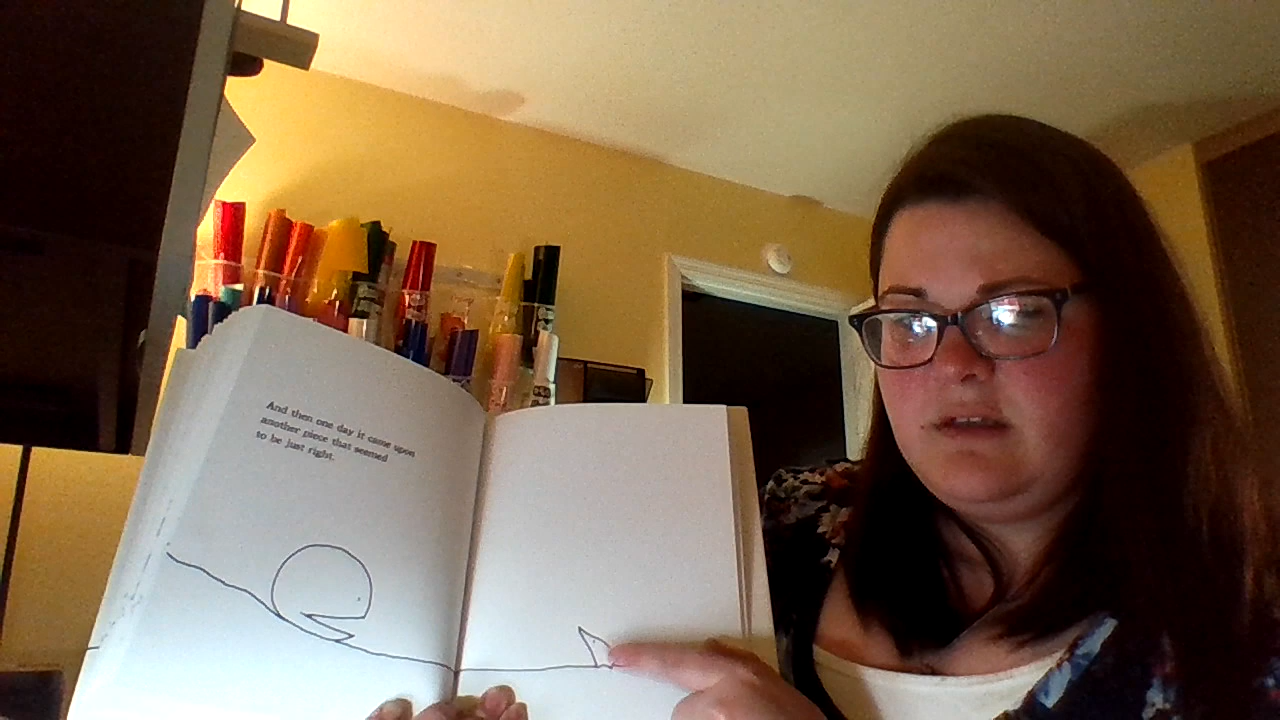 And then one day it came upon
another piece that seemed
to be just right.